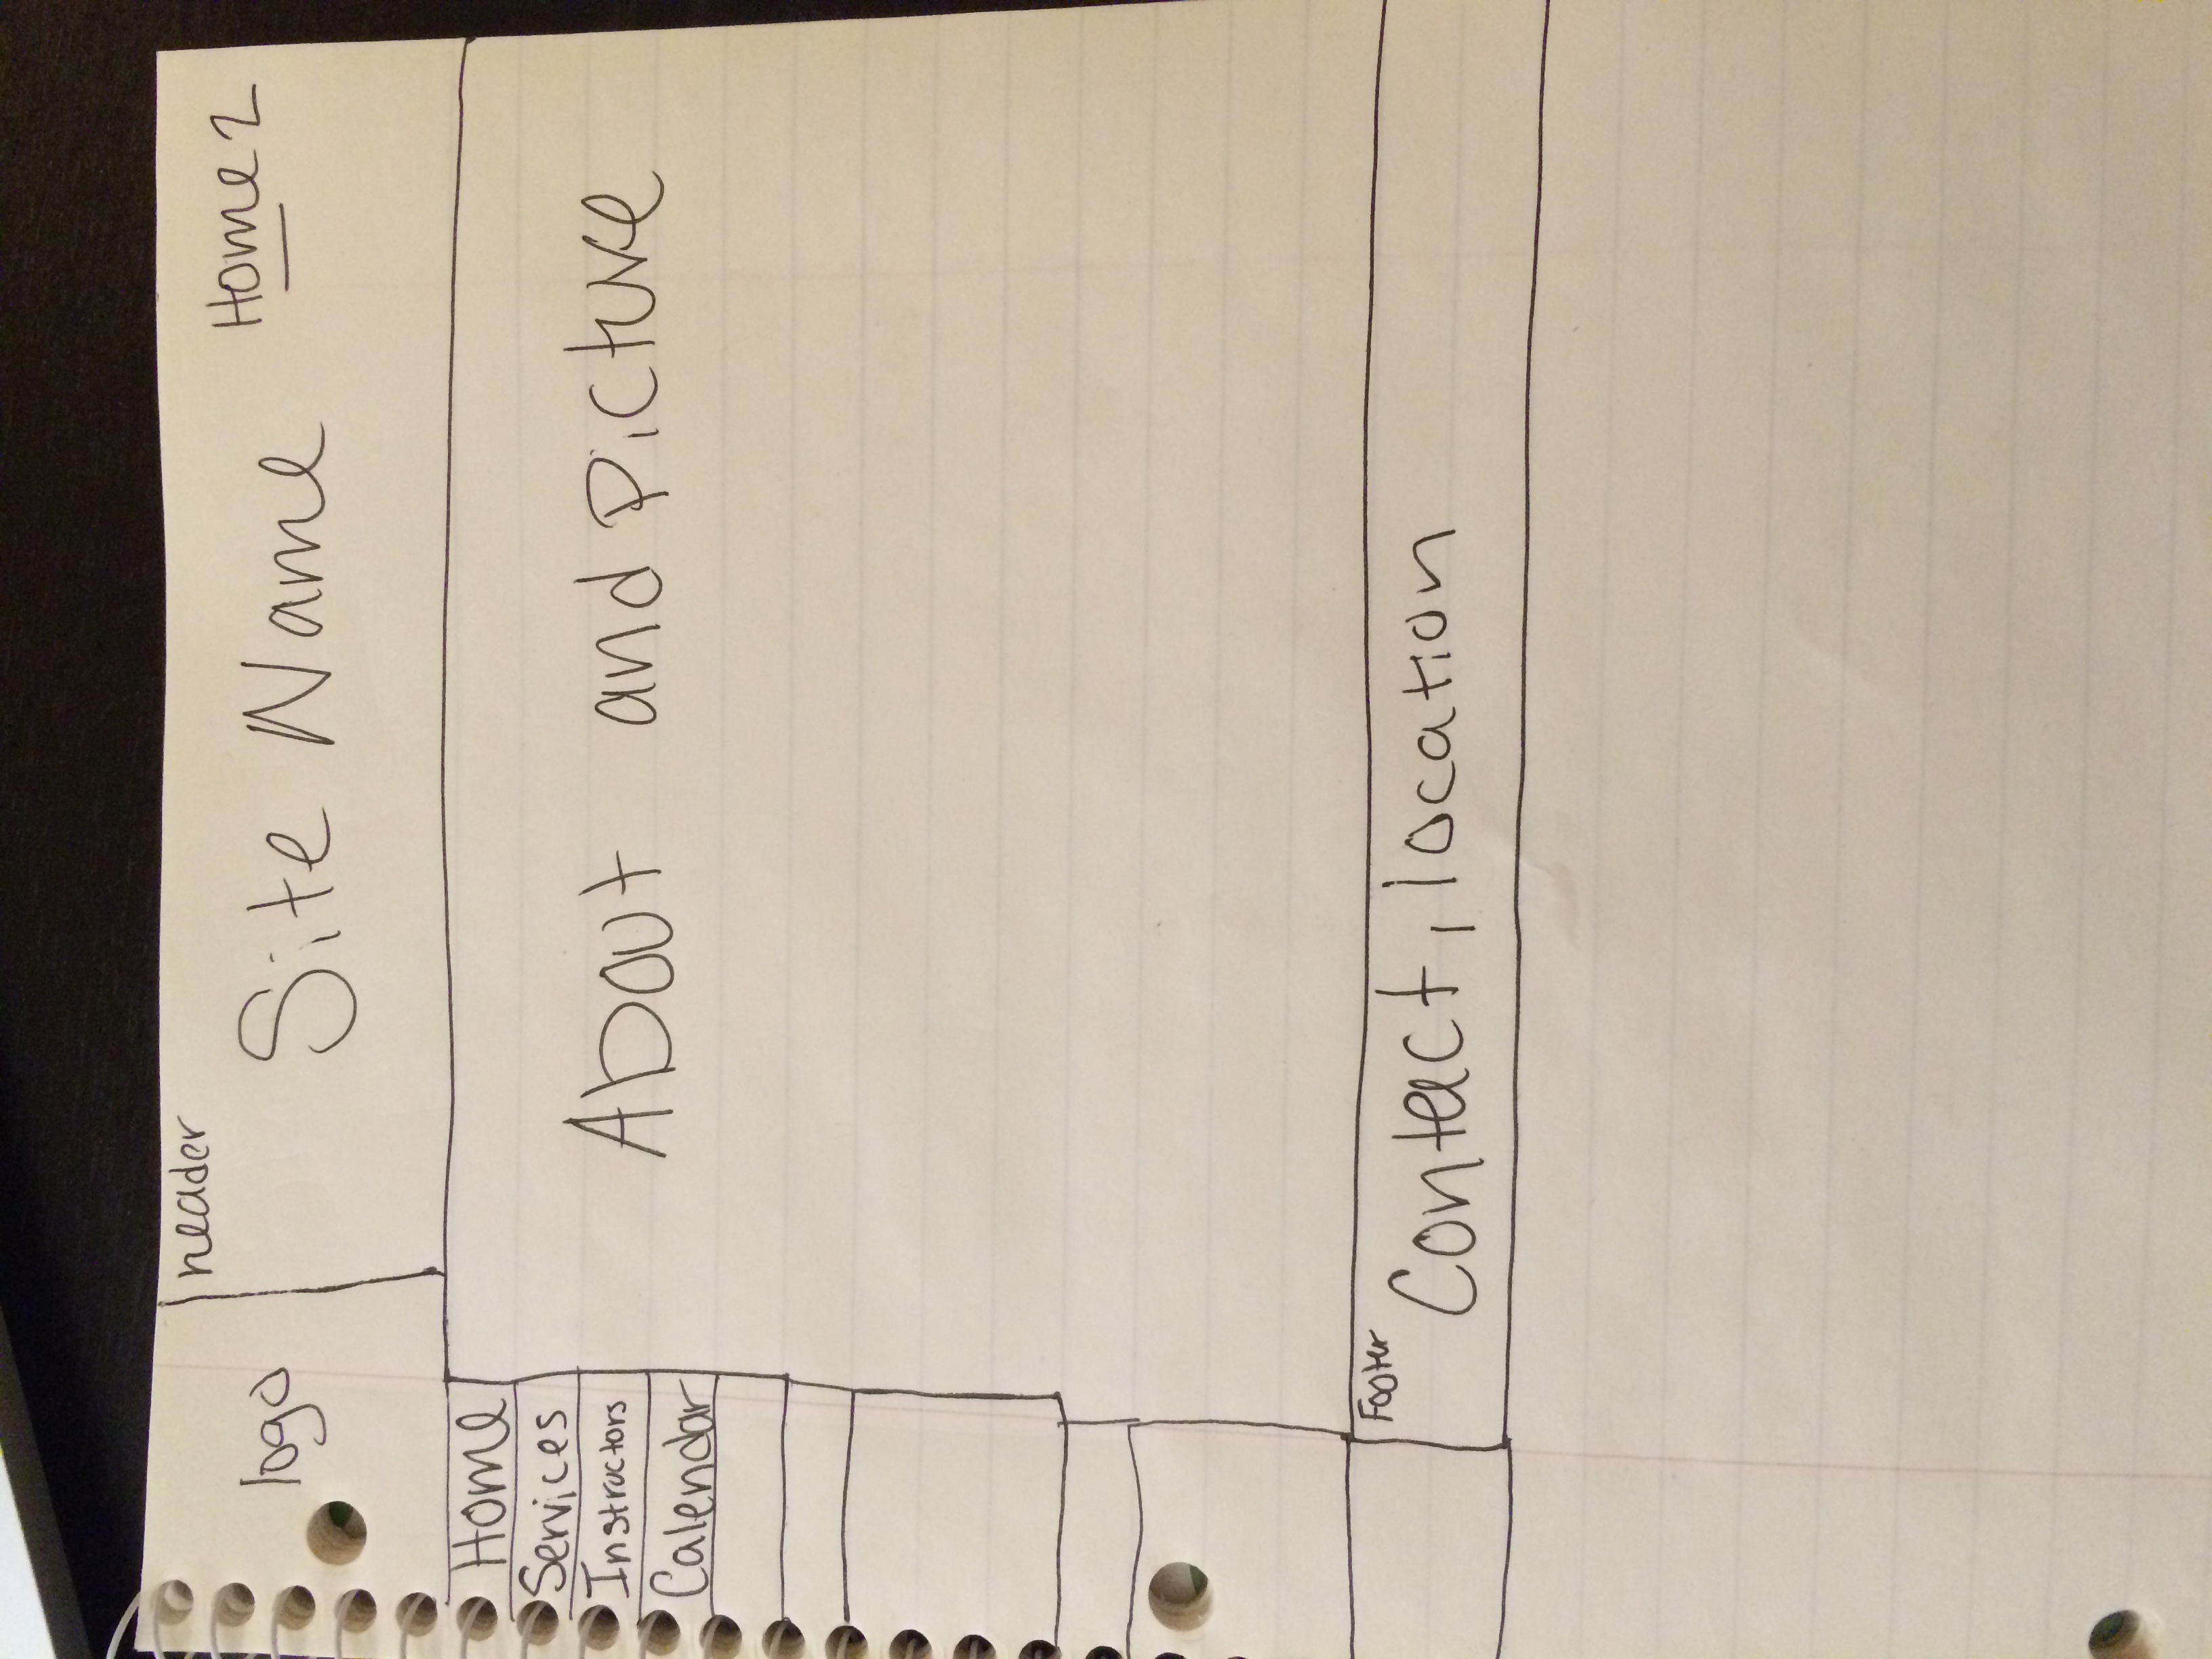 header
Home 2
logo
Site Name
Home
Services
Instructors
Calendar
About and Picture
Footer
Contact, location